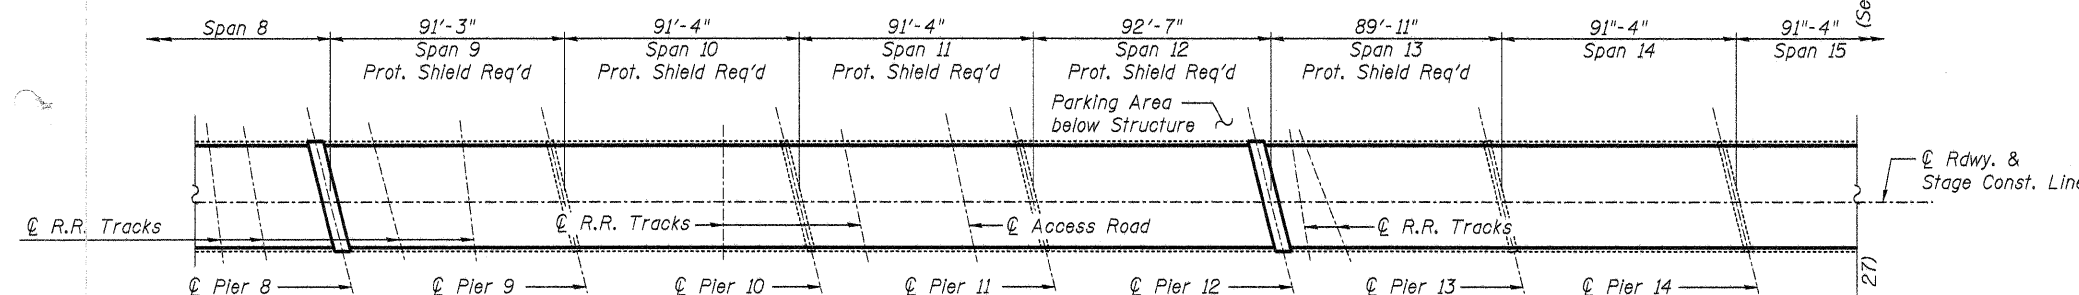 (Se
Span 8
91'-3"
Span 9
Prot. Shield Req'd
91'-4"
Span 10
Prot. Shield Req'd
91'-4"
Span 11
Prot. Shield Req'd
92'-7"
Span 12
Prot. Shield Req'd
89'-11"
Span 13
Prot. Shield Req'd
91"-4"
Span 14
91"-4"
Span 15
Parking Area
below Structure
℄ Rdwy. &
Stage Const. Line
℄ R.R. Tracks
℄ R.R. Tracks
℄ Access Road
℄ R.R. Tracks
℄ Pier 8
℄ Pier 9
℄ Pier 10
℄ Pier 11
℄ Pier 12
℄ Pier 13
℄ Pier 14
27)